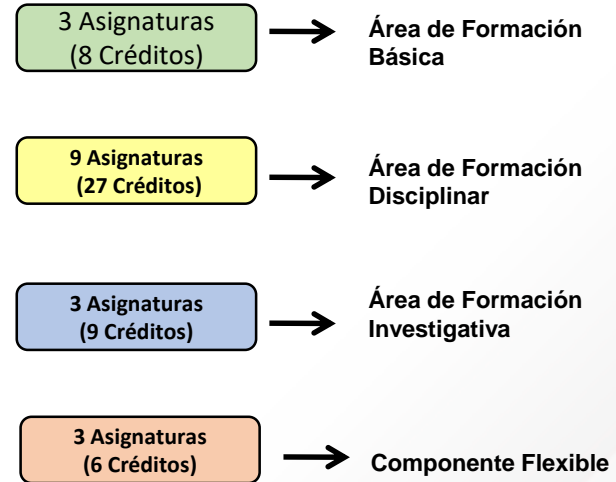 3 Asignaturas
(8 Créditos)
Área de Formación
Básica
9 Asignaturas
(27 Créditos)
Área de Formación
Disciplinar
3 Asignaturas
(9 Créditos)
Área de Formación
Investigativa
3 Asignaturas
(6 Créditos)
Componente Flexible